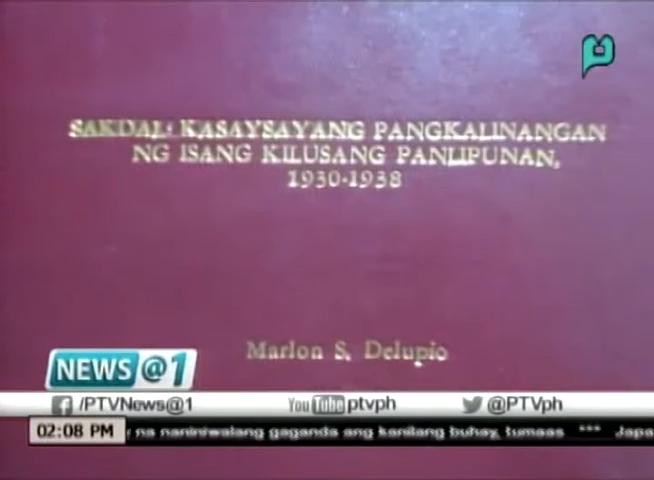 SAKDAL: KASAYSAYANG PANGKALINANGAN
NG ISANG KILUSANG PANLIPUNAN,
1930-1938
Marlon S. Delupio
NEWS @1
/PTVNews@1 YouTube ptvph @PTVph
02:08 PM na naniniwalang gaganda ang kanilang buhay, tumaas *** Japa